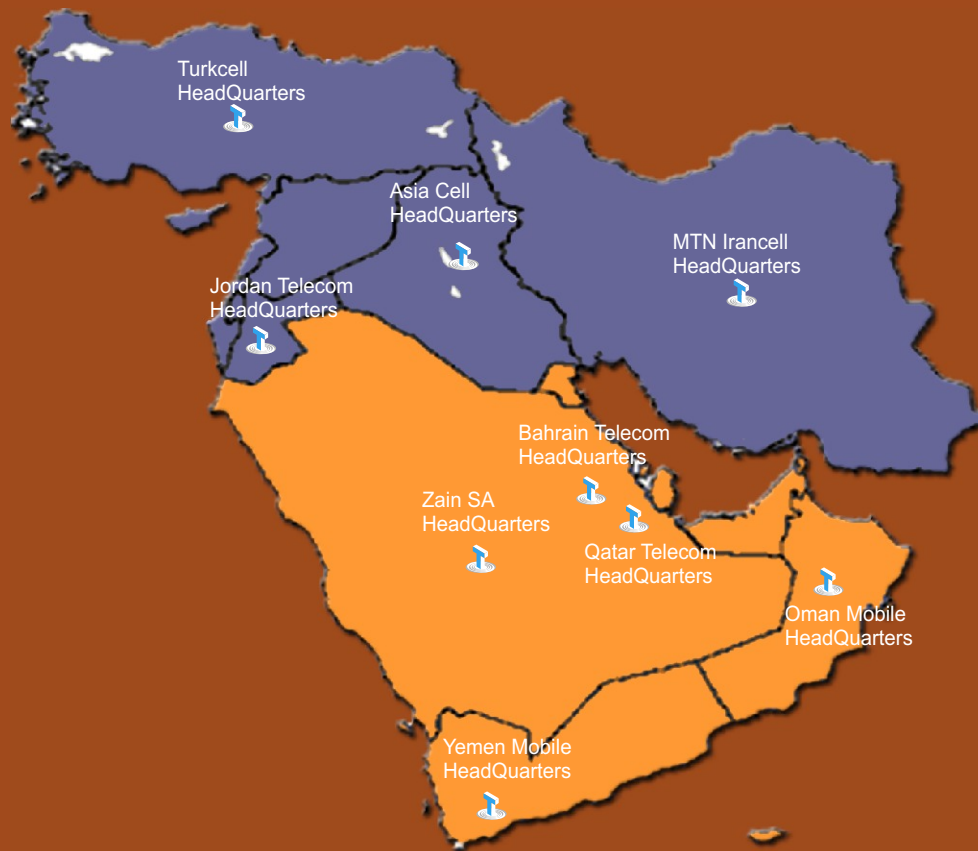 Turkcell
HeadQuarters
Asia Cell
HeadQuarters
MTN Irancell
HeadQuarters
Jordan Telecom
HeadQuarters
Bahrain Telecom
HeadQuarters
Zain SA
HeadQuarters
Qatar Telecom
HeadQuarters
Oman Mobile
HeadQuarters
Yemen Mobile
HeadQuarters